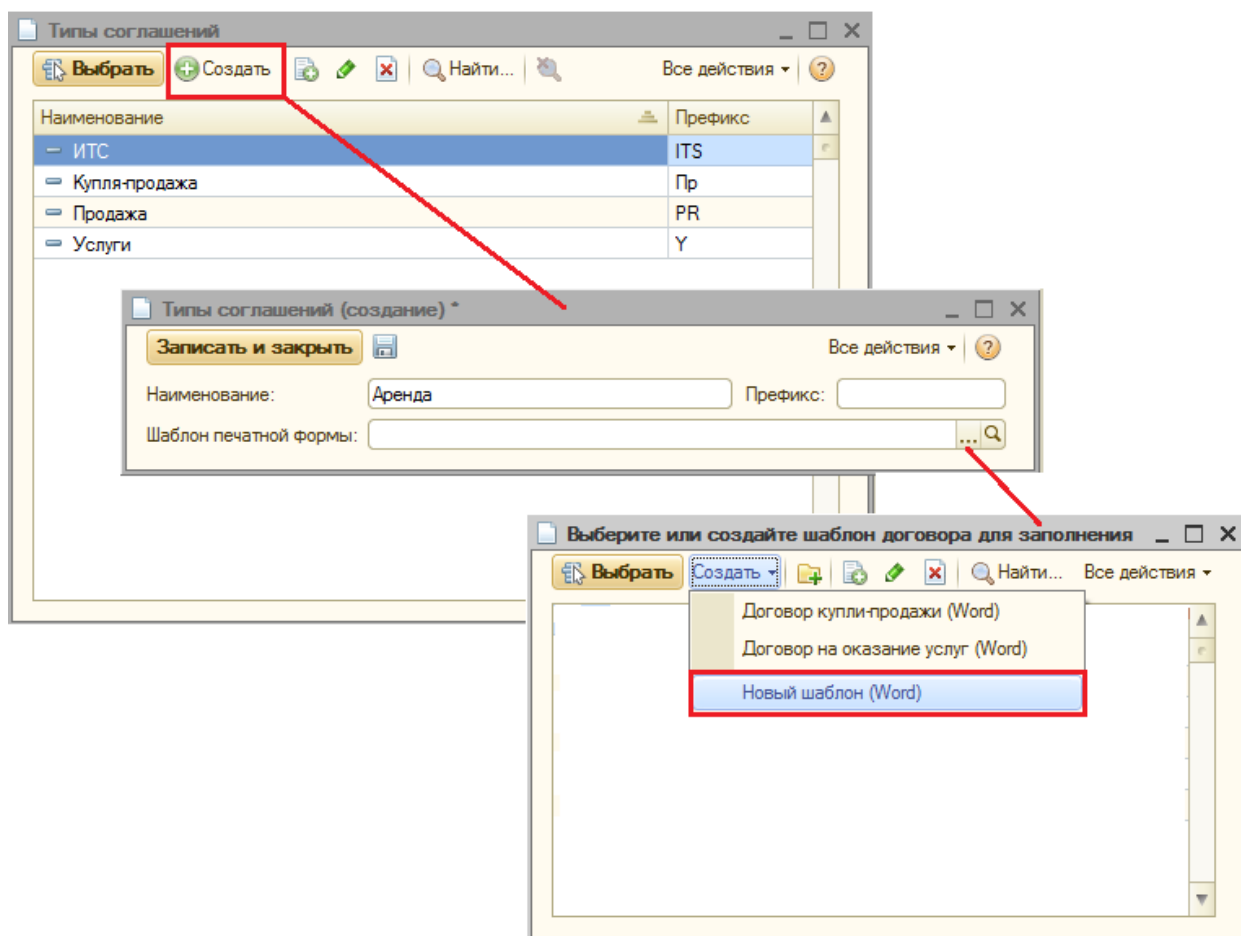 Типы соглашений
Выбрать Создать Найти... Все действия
Наименование Префикс
ИТС ITS
Купля-продажа Пр
Продажа PR
Услуги Y
Типы соглашений (создание) *
Записать и закрыть Все действия
Наименование: Аренда Префикс:
Шаблон печатной формы: ...
Выберите или создайте шаблон договора для заполнения
Выбрать Создать Найти... Все действия
Договор купли-продажи (Word)
Договор на оказание услуг (Word)
Новый шаблон (Word)